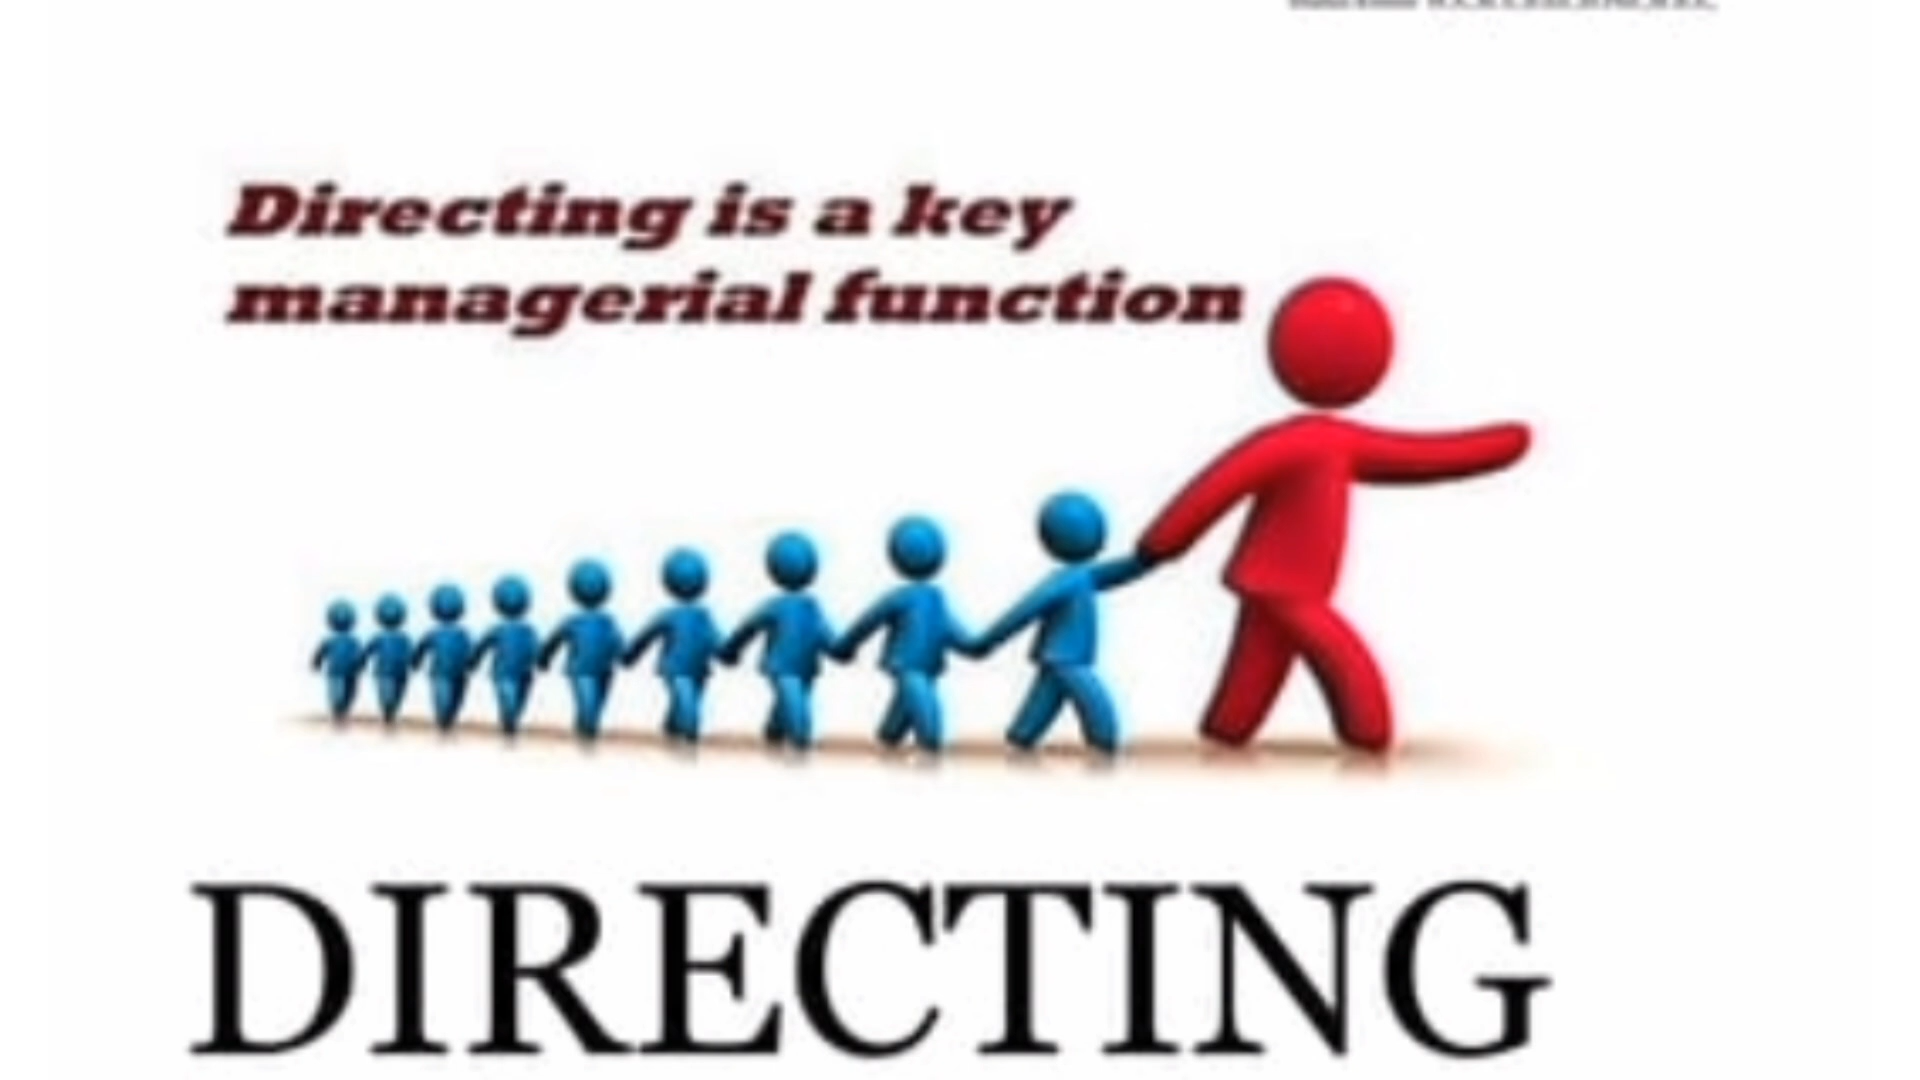 Directing is a key
managerial function
DIRECTING